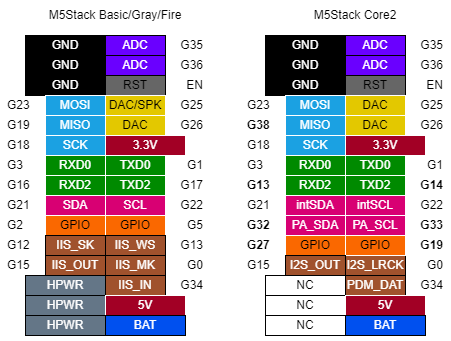 M5Stack Basic/Gray/Fire
GND ADC G35
GND ADC G36
GND RST EN
G23 MOSI DAC/SPK G25
G19 MISO DAC G26
G18 SCK 3.3V
G3 RXD0 TXD0 G1
G16 RXD2 TXD2 G17
G21 SDA SCL G22
G2 GPIO GPIO G5
G12 IIS_SK IIS_WS G13
G15 IIS_OUT IIS_MK G0
HPWR IIS_IN G34
HPWR 5V
HPWR BAT
M5Stack Core2
GND ADC G35
GND ADC G36
GND RST EN
G23 MOSI DAC G25
G38 MISO DAC G26
G18 SCK 3.3V
G3 RXD0 TXD0 G1
G13 RXD2 TXD2 G14
G21 intSDA intSCL G22
G32 PA_SDA PA_SCL G33
G27 GPIO GPIO G19
G15 I2S_OUT I2S_LRCK G0
NC PDM_DAT G34
NC 5V
NC BAT